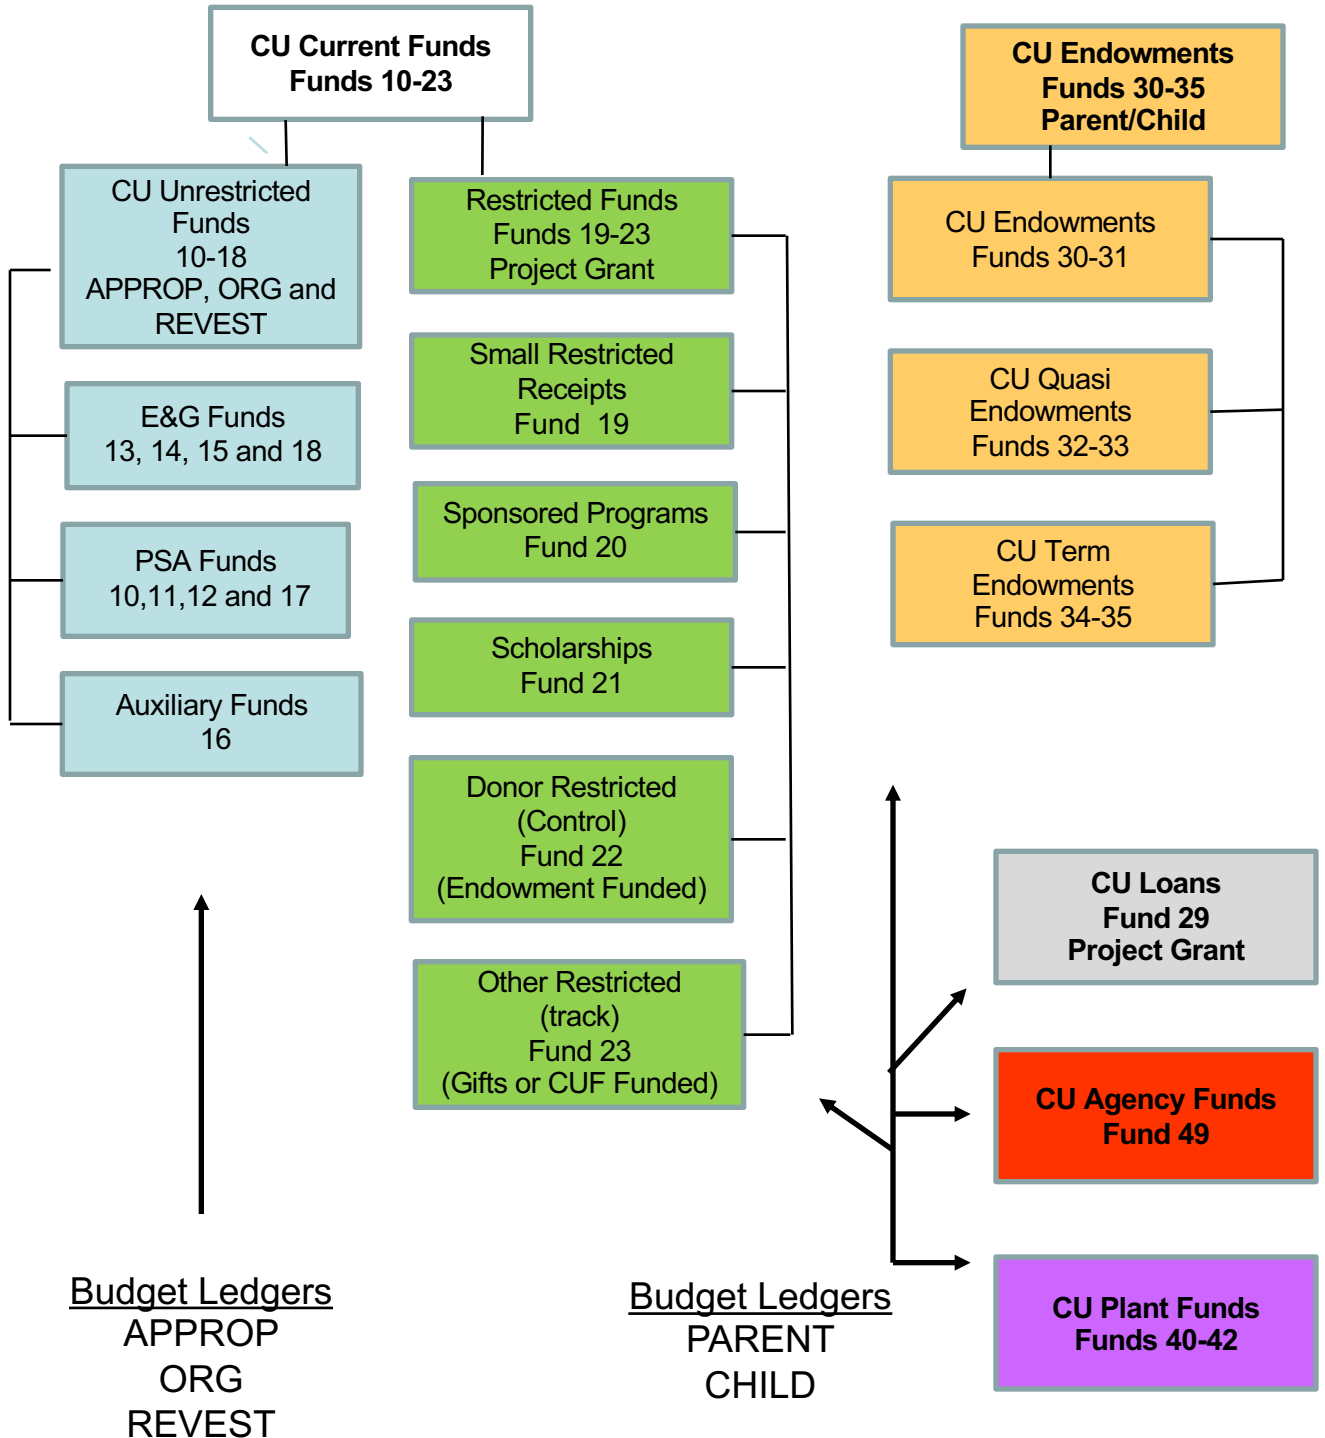 CU Current Funds
Funds 10-23
CU Unrestricted
Funds
10-18
APPROP, ORG and
REVEST
E&G Funds
13, 14, 15 and 18
PSA Funds
10,11,12 and 17
Auxiliary Funds
16
Restricted Funds
Funds 19-23
Project Grant
Small Restricted
Receipts
Fund 19
Sponsored Programs
Fund 20
Scholarships
Fund 21
Donor Restricted
(Control)
Fund 22
(Endowment Funded)
Other Restricted
(track)
Fund 23
(Gifts or CUF Funded)
CU Endowments
Funds 30-35
Parent/Child
CU Endowments
Funds 30-31
CU Quasi
Endowments
Funds 32-33
CU Term
Endowments
Funds 34-35
CU Loans
Fund 29
Project Grant
CU Agency Funds
Fund 49
CU Plant Funds
Funds 40-42
Budget Ledgers
APPROP
ORG
REVEST
Budget Ledgers
PARENT
CHILD